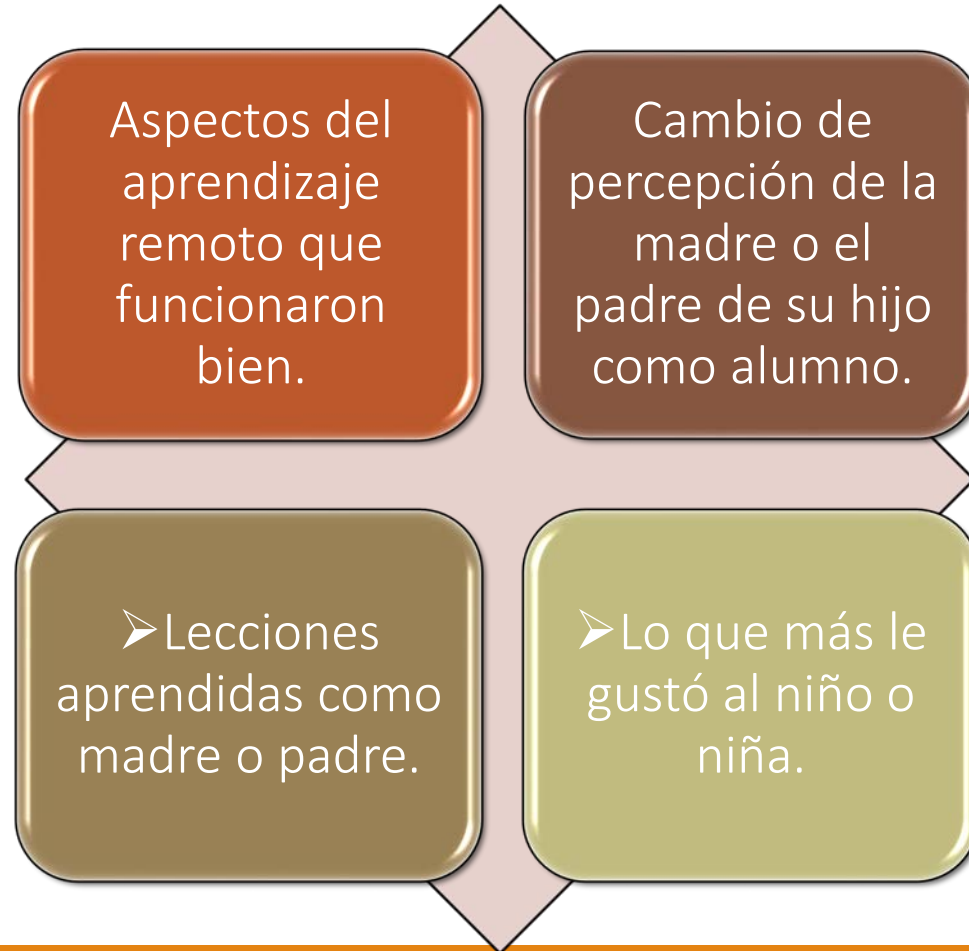 Aspectos del
aprendizaje
remoto que
funcionaron
bien.
Cambio de
percepción de la
madre o el
padre de su hijo
como alumno.
➢Lecciones
aprendidas como
madre o padre.
➢Lo que más le
gustó al niño o
niña.